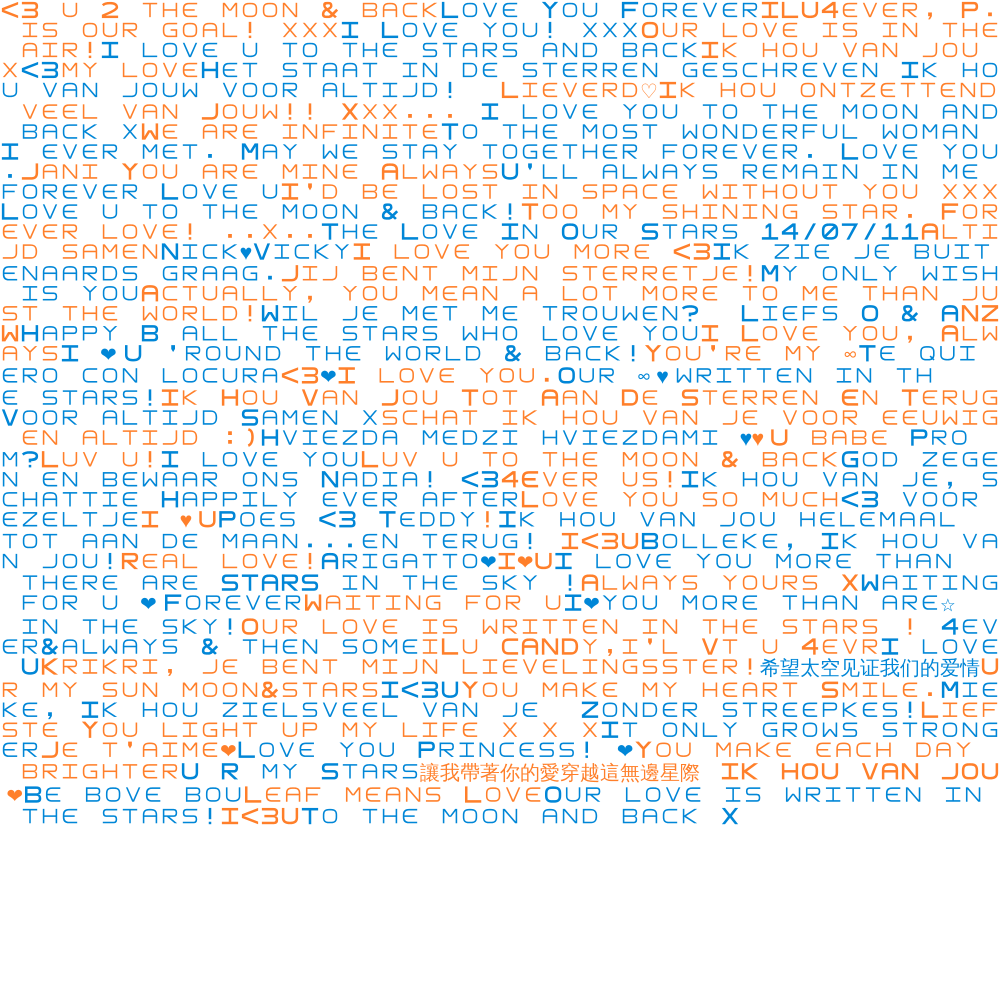 <3 U 2 THE MOON & BACKLOVE YOU FOREVERILU4EVER, P.
IS OUR GOAL! XXXI LOVE YOU! XXXOUR LOVE IS IN THE
AIR!I LOVE U TO THE STARS AND BACKIK HOU VAN JOU
X<3MY LOVEHET STAAT IN DE STERREN GESCHREVEN IK HO
U VAN JOUW VOOR ALTIJD!  LIEVERD♡IK HOU ONTZETTEND
VEEL VAN JOUW!! XXX... I LOVE YOU TO THE MOON AND
BACK XWE ARE INFINITETO THE MOST WONDERFUL WOMAN
I EVER MET. MAY WE STAY TOGETHER FOREVER. LOVE YOU
.JANI YOU ARE MINE ALWAYSU'LL ALWAYS REMAIN IN ME
FOREVER LOVE UI'D BE LOST IN SPACE WITHOUT YOU XXX
LOVE U TO THE MOON & BACK!TOO MY SHINING STAR. FOR
EVER LOVE! ..X..THE LOVE IN OUR STARS 14/07/11ALTI
JD SAMENNICK♥VICKYI LOVE YOU MORE <3IK ZIE JE BUIT
ENAARDS GRAAG.JIJ BENT MIJN STERRETJE!MY ONLY WISH
IS YOUACTUALLY, YOU MEAN A LOT MORE TO ME THAN JU
ST THE WORLD!WIL JE MET ME TROUWEN?  LIEFS O & ANZ
WHAPPY B ALL THE STARS WHO LOVE YOUI LOVE YOU, ALW
AYSI ❤U 'ROUND THE WORLD & BACK!YOU'RE MY ∞TE QUI
ERO CON LOCURA<3❤I LOVE YOU.OUR ∞♥WRITTEN IN TH
E STARS!IK HOU VAN JOU TOT AAN DE STERREN EN TERUG
VOOR ALTIJD SAMEN XSCHAT IK HOU VAN JE VOOR EEUWIG
EN ALTIJD :)HVIEZDA MEDZI HVIEZDAMI ♥♥U BABE PRO
M?LUV U!I LOVE YOULUV U TO THE MOON & BACKGOD ZEGE
N EN BEWAAR ONS NADIA! <34EVER US!IK HOU VAN JE, S
CHATTIE HAPPILY EVER AFTERLOVE YOU SO MUCH<3 VOOR
EZELTJEI ♥UPOES <3 TEDDY!IK HOU VAN JOU HELEMAAL
TOT AAN DE MAAN...EN TERUG! I<3UBOLLEKE, IK HOU VA
N JOU!REAL LOVE!ARIGATTO❤I❤UI LOVE YOU MORE THAN
THERE ARE STARS IN THE SKY !ALWAYS YOURS XWAITING
FOR U ❤FOREVERWAITING FOR UI❤YOU MORE THAN ARE☆
IN THE SKY!OUR LOVE IS WRITTEN IN THE STARS ! 4EV
ER&ALWAYS & THEN SOMEILU CANDY,I'L VT U 4EVRI LOVE
UKRIKRI, JE BENT MIJN LIEVELINGSSTER!希望太空见证我们的爱情U
R MY SUN MOON&STARSI<3UYOU MAKE MY HEART SMILE.MIE
KE, IK HOU ZIELSVEEL VAN JE  ZONDER STREEPKES!LIEF
STE YOU LIGHT UP MY LIFE X X XIT ONLY GROWS STRONG
ERJE T'AIME❤LOVE YOU PRINCESS! ❤YOU MAKE EACH DAY
BRIGHTERU R MY STARS讓我帶著你的愛穿越這無邊星際 IK HOU VAN JOU
❤BE BOVE BOULEAF MEANS LOVEOUR LOVE IS WRITTEN IN
THE STARS!I<3UTO THE MOON AND BACK X